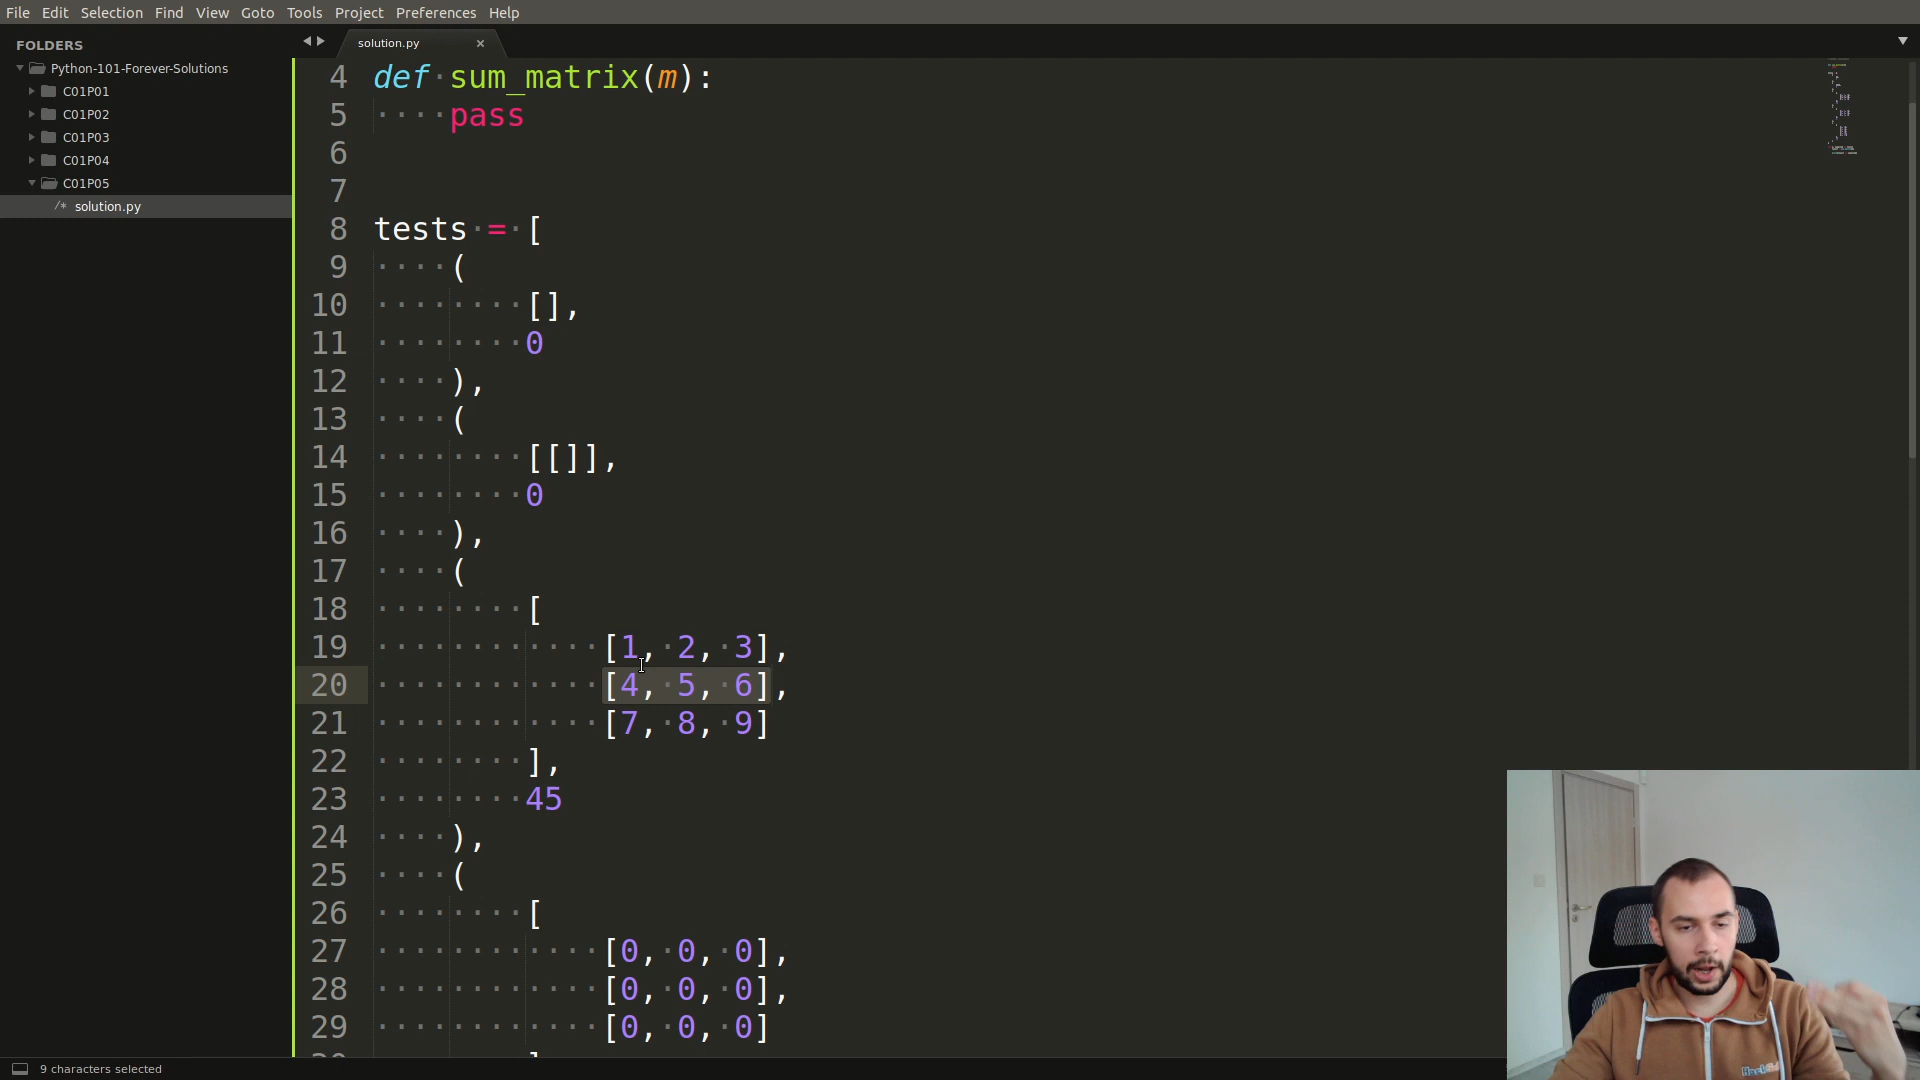 File Edit Selection Find View Goto Tools Project Preferences Help
FOLDERS
Python-101-Forever-Solutions
C01P01
C01P02
C01P03
C01P04
C01P05
/* solution.py
solution.py ×
4 def sum_matrix(m):
5 ····pass
6
7
8 tests·=·[
9 ····(
10 ········[],
11 ········0
12 ····),
13 ····(
14 ········[[]],
15 ········0
16 ····),
17 ····(
18 ········[
19 ············[1,·2,·3],
20 ············[4,·5,·6],
21 ············[7,·8,·9]
22 ········],
23 ········45
24 ····),
25 ····(
26 ········[
27 ············[0,·0,·0],
28 ············[0,·0,·0],
29 ············[0,·0,·0]
9 characters selected